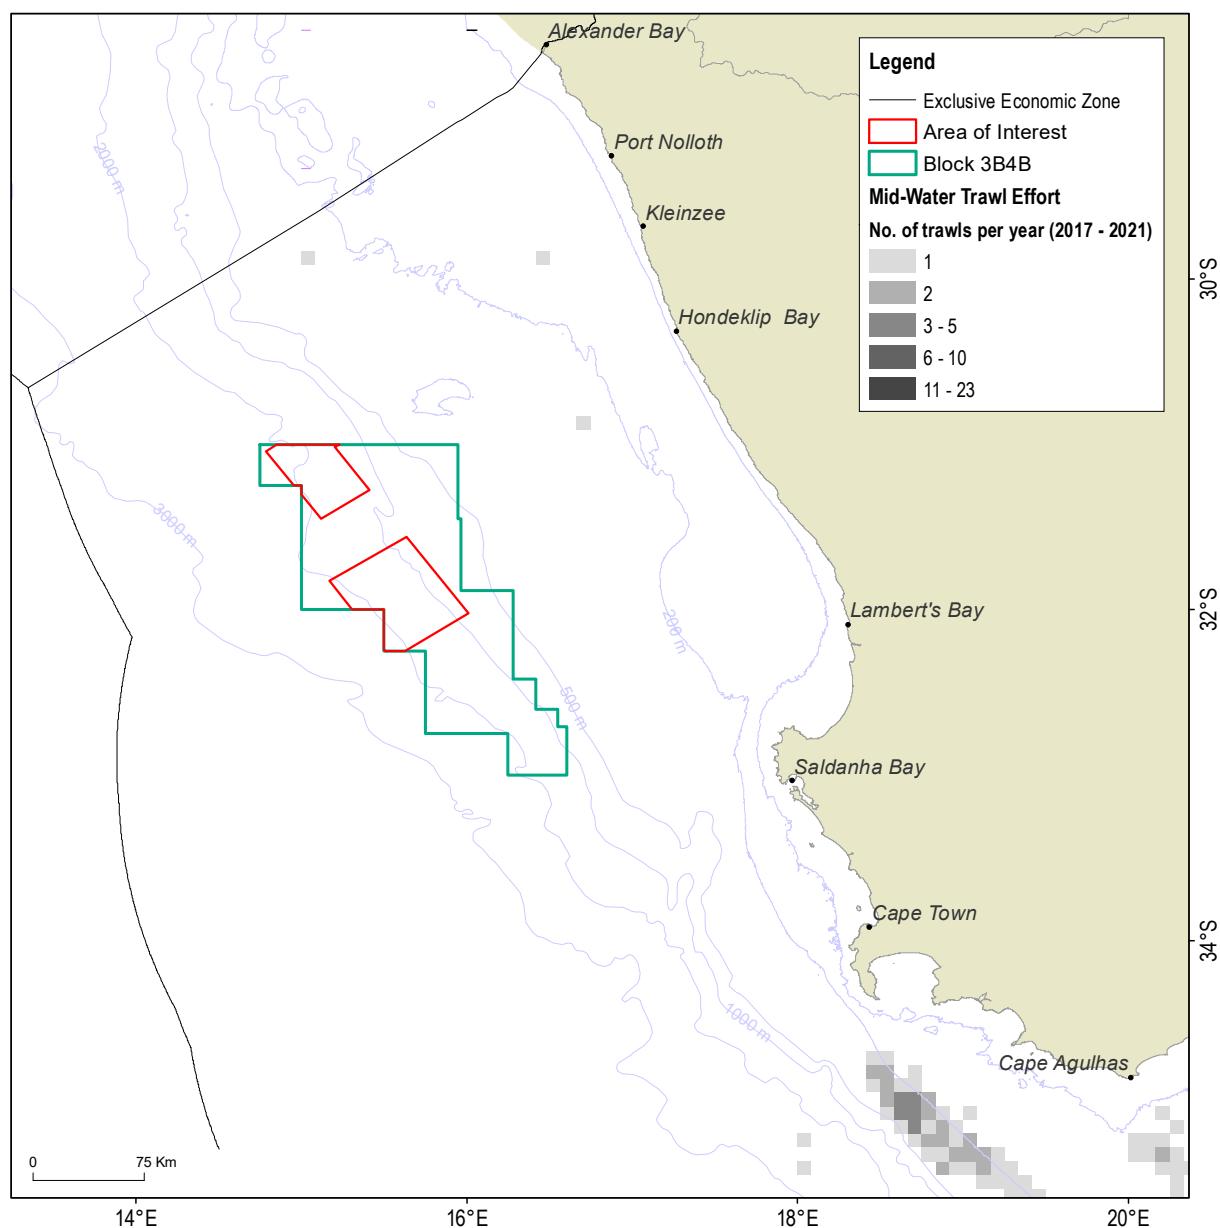 Alexander Bay
Legend
Exclusive Economic Zone
Area of Interest
Block 3B4B
Mid-Water Trawl Effort
No. of trawls per year (2017 - 2021)
1
2
3 - 5
6 - 10
11 - 23
Port Nolloth
2000 m
Kleinzee
30°S
Hondeklip Bay
3000 m
Lambert's Bay
32°S
200 m
500 m
Saldanha Bay
Cape Town
34°S
1000 m
Cape Agulhas
0 75 Km
14°E 16°E 18°E 20°E